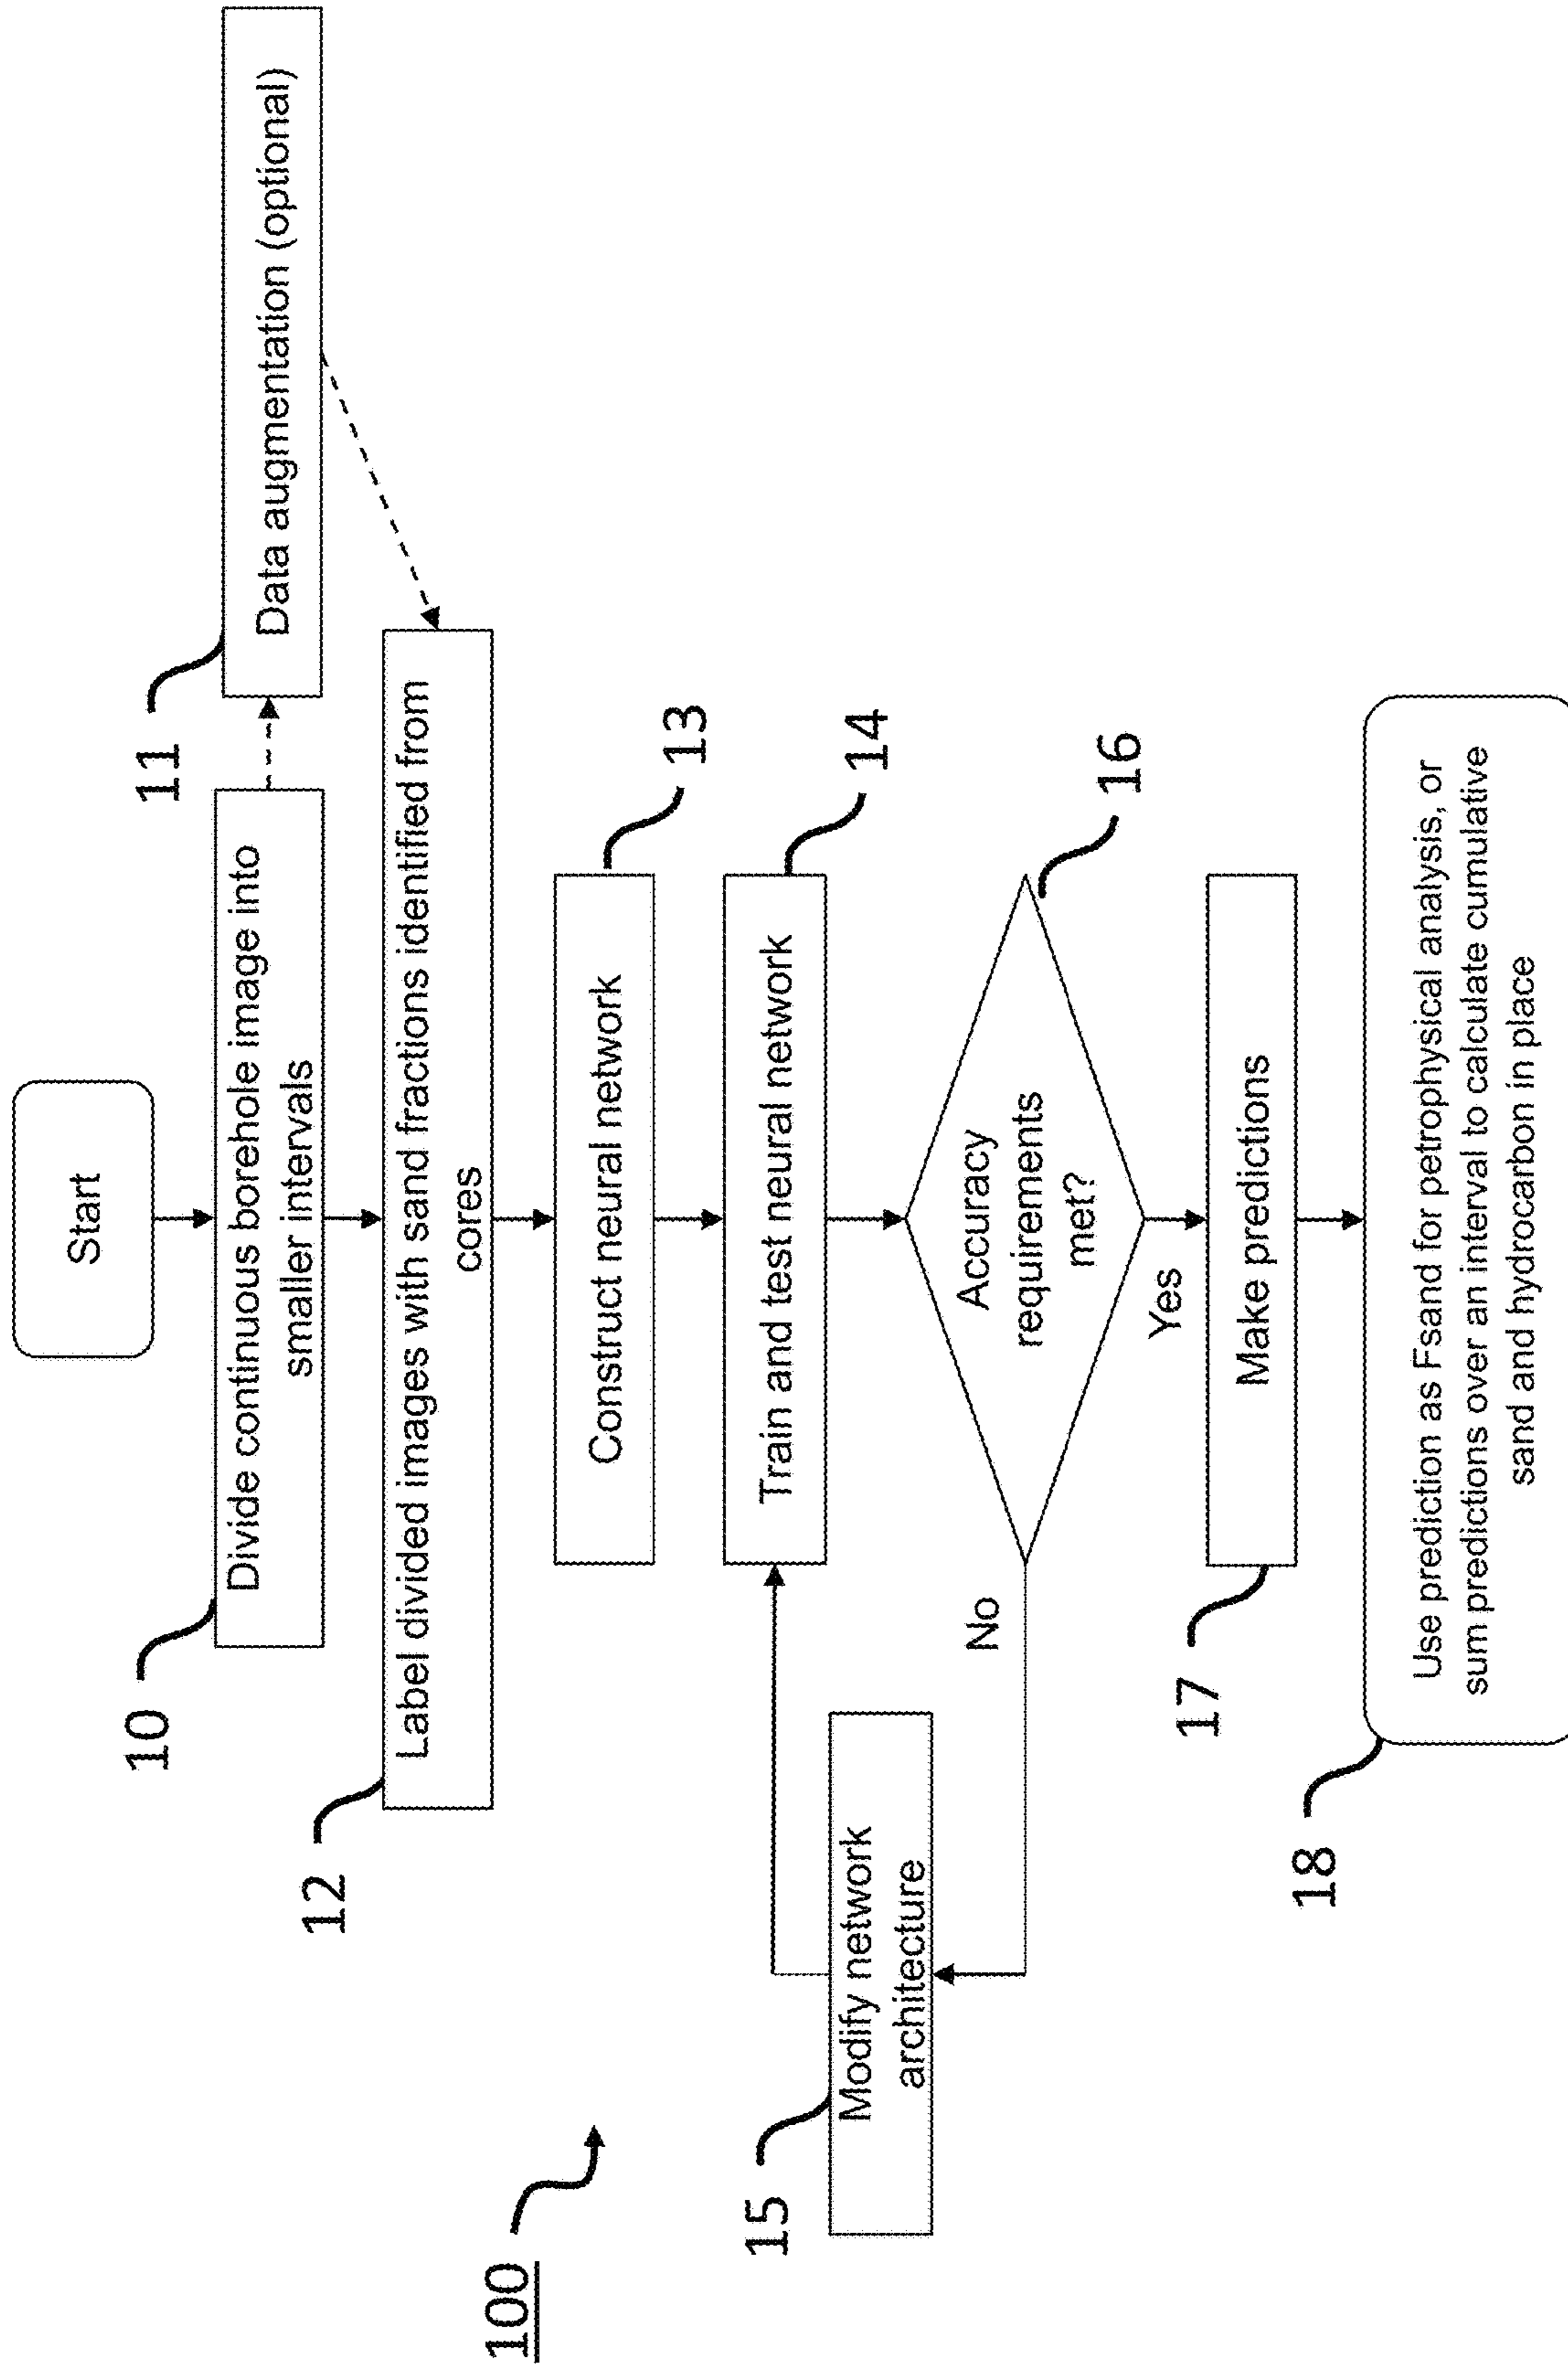 Start
10
Divide continuous borehole image into
smaller intervals
11
Data augmentation (optional)
12
Label divided images with sand fractions identified from
cores
Construct neural network
13
Train and test neural network
14
15
Modify network
architecture
Accuracy
requirements
met?
16
No
Yes
17
Make predictions
18
Use prediction as Fsand for petrophysical analysis, or
sum predictions over an interval to calculate cumulative
sand and hydrocarbon in place
100